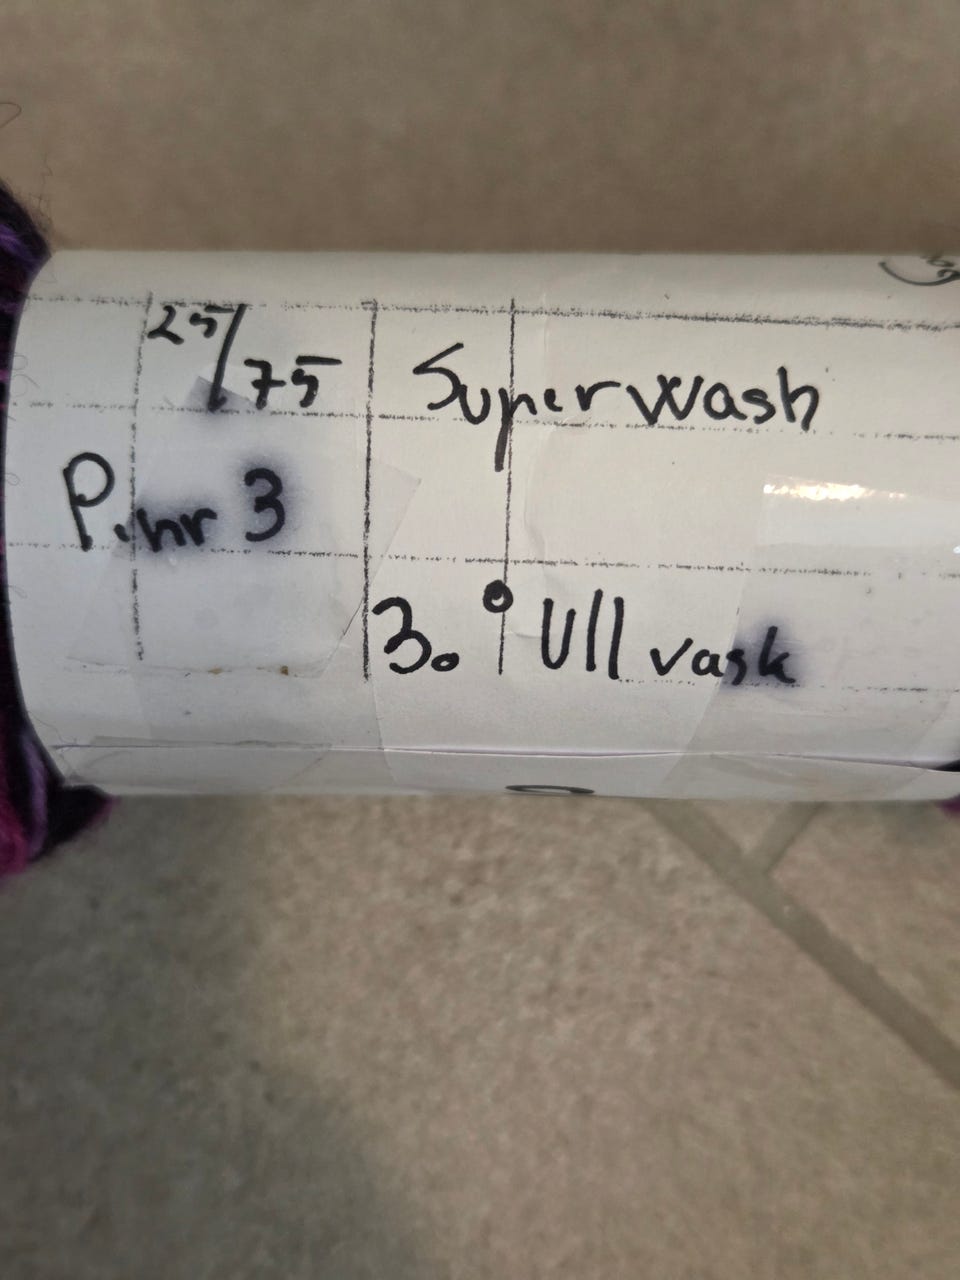 25/75 Superwash
P.nr 3
30° Ull vask